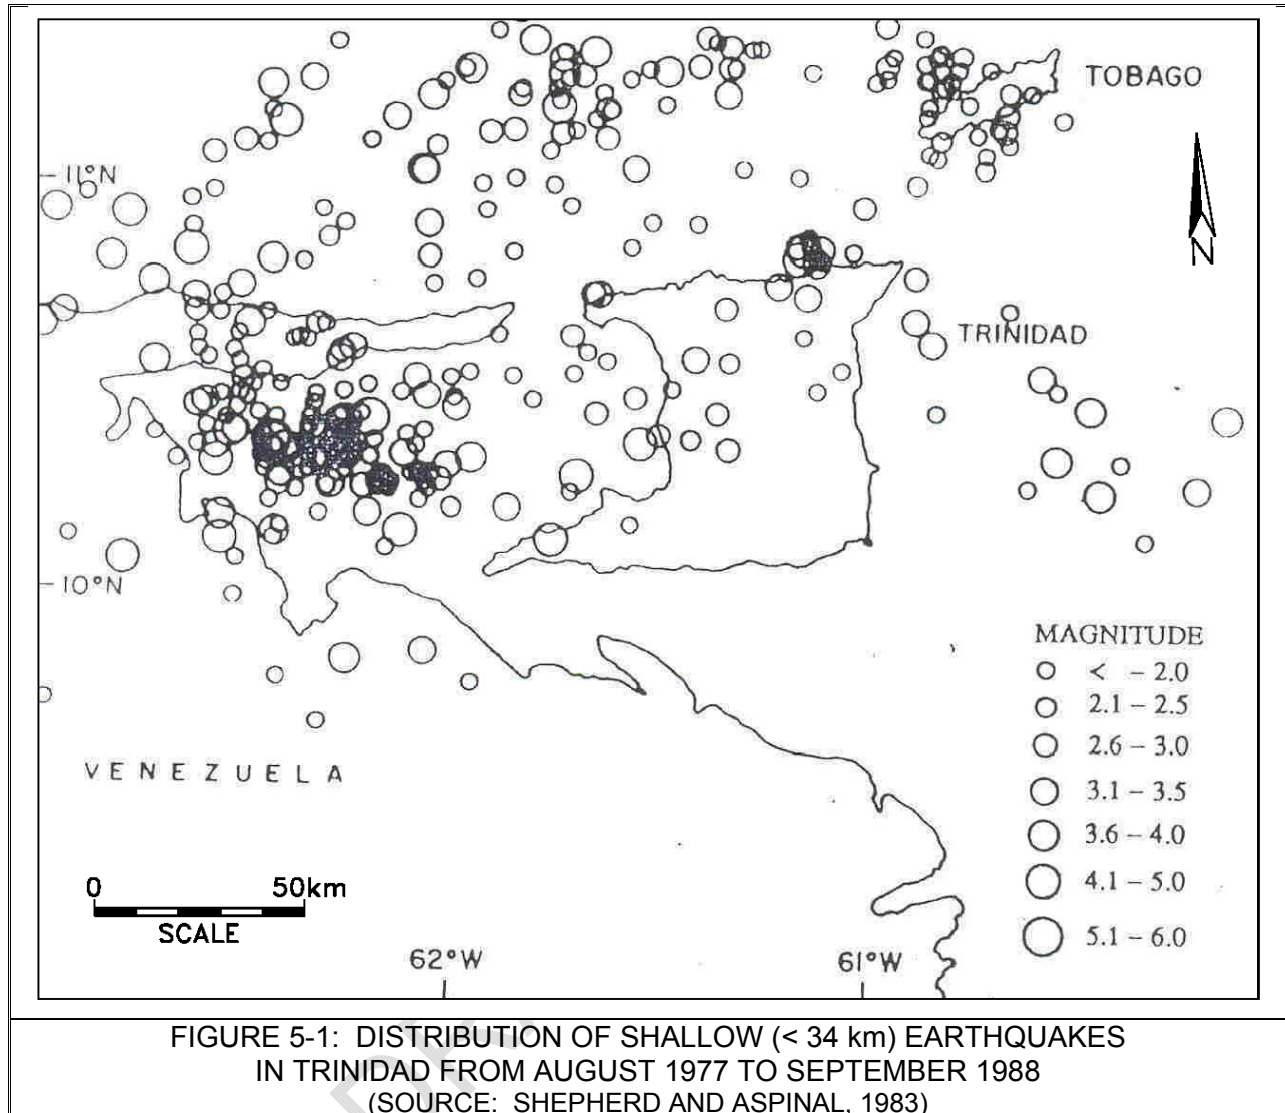 TOBAGO
11°N
N
TRINIDAD
10°N
MAGNITUDE
< – 2.0
2.1 – 2.5
2.6 – 3.0
3.1 – 3.5
3.6 – 4.0
4.1 – 5.0
5.1 – 6.0
VENEZUELA
0 50km
SCALE
62°W 61°W
FIGURE 5-1: DISTRIBUTION OF SHALLOW (< 34 km) EARTHQUAKES
IN TRINIDAD FROM AUGUST 1977 TO SEPTEMBER 1988
(SOURCE: SHEPHERD AND ASPINAL, 1983)